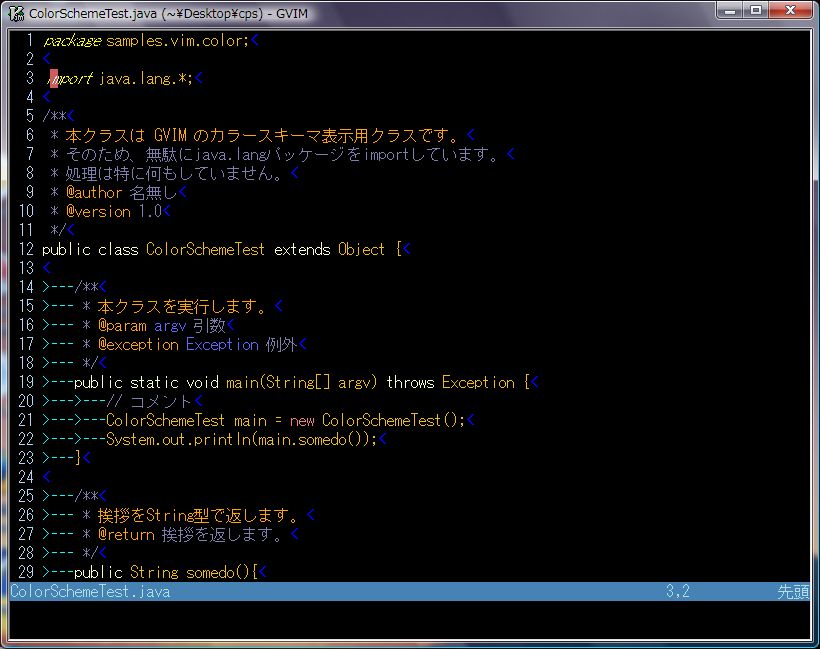 ColorSchemeTest.java (~¥Desktop¥cps) - GVIM
1 package samples.vim.color;<
2 <
3 import java.lang.*;<
4 <
5 /**<
6  * 本クラスは GVIM のカラースキーマ表示用クラスです。<
7  * そのため、無駄にjava.langパッケージをimportしています。<
8  * 処理は特に何もしていません。<
9  * @author 名無し<
10  * @version 1.0<
11  */<
12 public class ColorSchemeTest extends Object {<
13 <
14 >---/**<
15 >--- * 本クラスを実行します。<
16 >--- * @param argv 引数<
17 >--- * @exception Exception 例外<
18 >--- */<
19 >---public static void main(String[] argv) throws Exception {<
20 >--->---// コメント<
21 >--->---ColorSchemeTest main = new ColorSchemeTest();<
22 >--->---System.out.println(main.somedo());<
23 >---}<
24 <
25 >---/**<
26 >--- * 挨拶をString型で返します。<
27 >--- * @return 挨拶を返します。<
28 >--- */<
29 >---public String somedo(){<
ColorSchemeTest.java 3,2 先頭